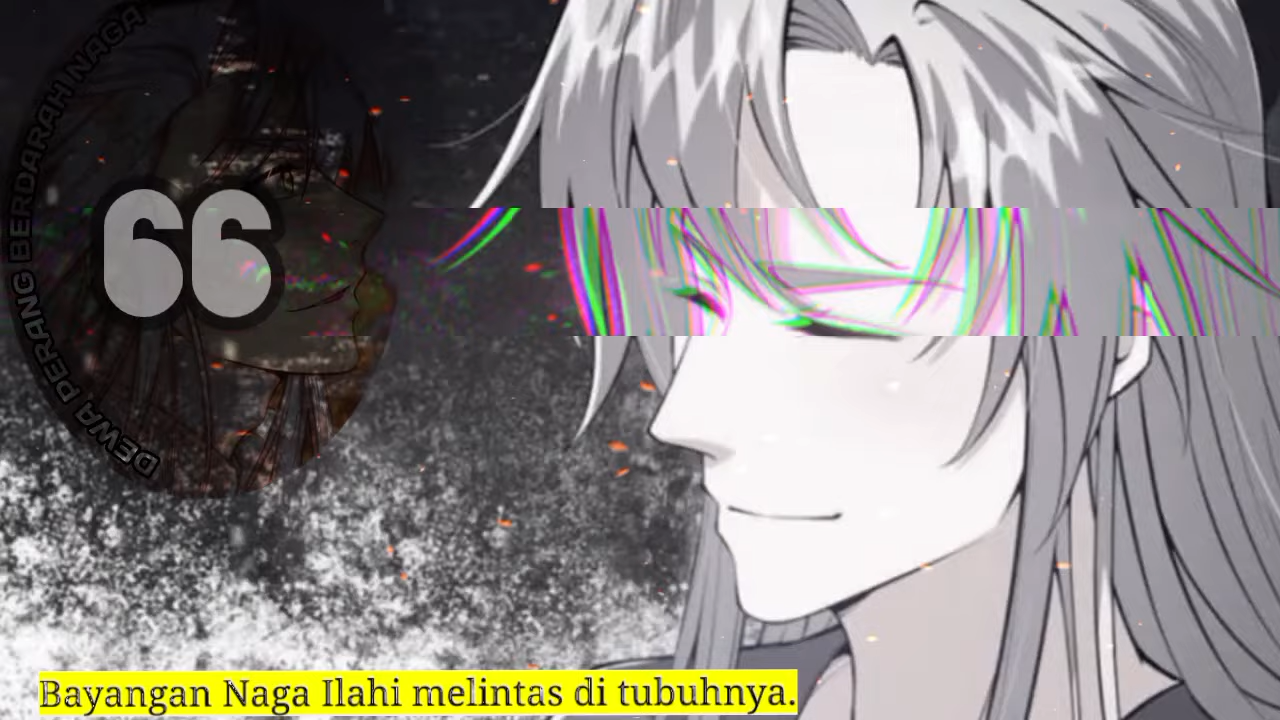 DEWA PERANG BERDARAH NAGA
66
Bayangan Naga Ilahi melintas di tubuhnya.